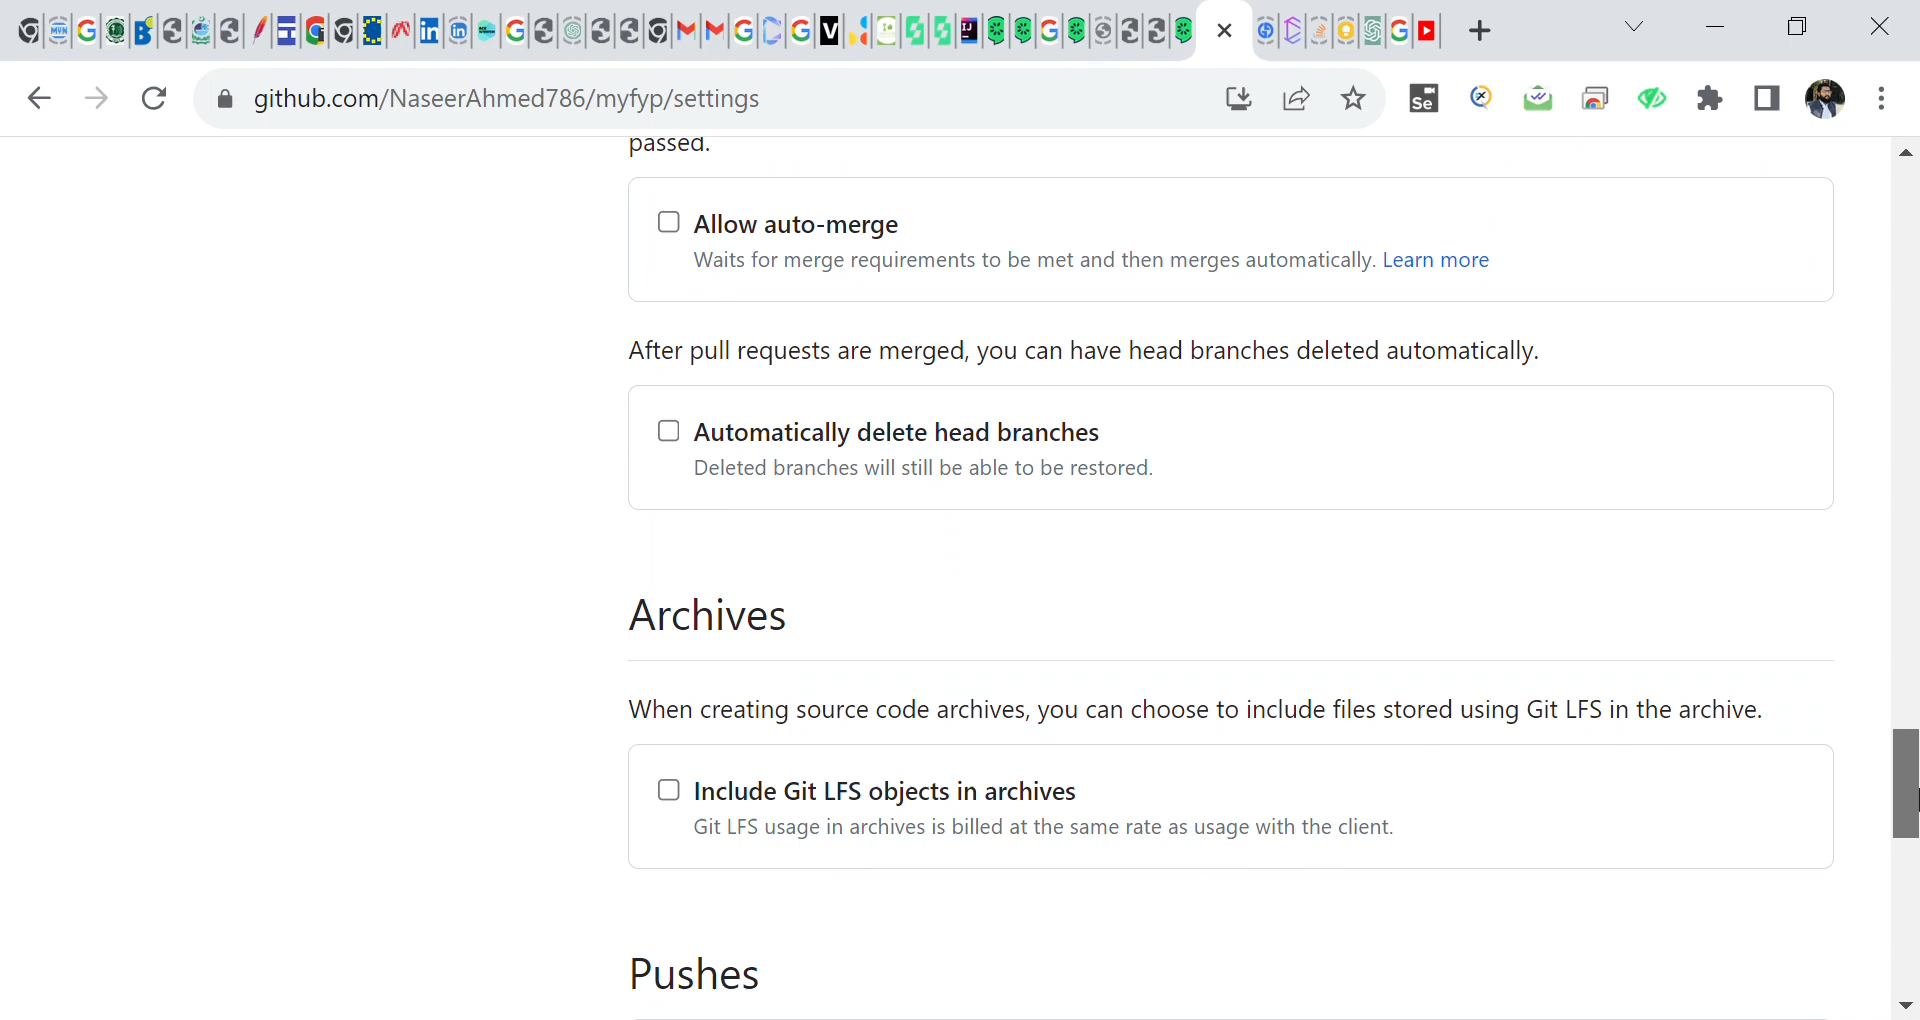 github.com/NaseerAhmed786/myfyp/settings
passed.
Allow auto-merge
Waits for merge requirements to be met and then merges automatically. Learn more
After pull requests are merged, you can have head branches deleted automatically.
Automatically delete head branches
Deleted branches will still be able to be restored.
Archives
When creating source code archives, you can choose to include files stored using Git LFS in the archive.
Include Git LFS objects in archives
Git LFS usage in archives is billed at the same rate as usage with the client.
Pushes